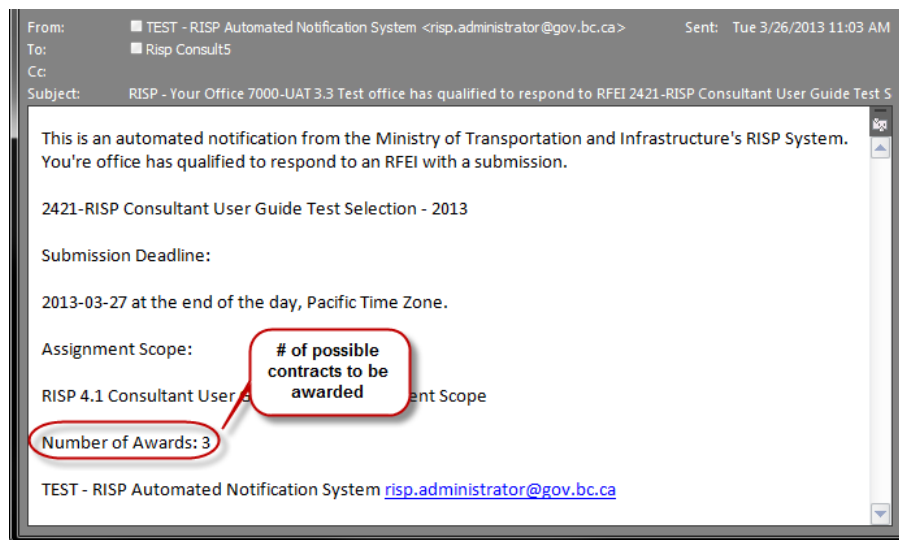 From: TEST - RISP Automated Notification System <risp.administrator@gov.bc.ca> Sent: Tue 3/26/2013 11:03 AM
To: Risp Consult5
Cc:
Subject: RISP - Your Office 7000-UAT 3.3 Test office has qualified to respond to RFEI 2421-RISP Consultant User Guide Test S
This is an automated notification from the Ministry of Transportation and Infrastructure's RISP System.
You're office has qualified to respond to an RFEI with a submission.
2421-RISP Consultant User Guide Test Selection - 2013
Submission Deadline:
2013-03-27 at the end of the day, Pacific Time Zone.
Assignment Scope:
# of possible
contracts to be
awarded
RISP 4.1 Consultant User G ent Scope
Number of Awards: 3
TEST - RISP Automated Notification System risp.administrator@gov.bc.ca